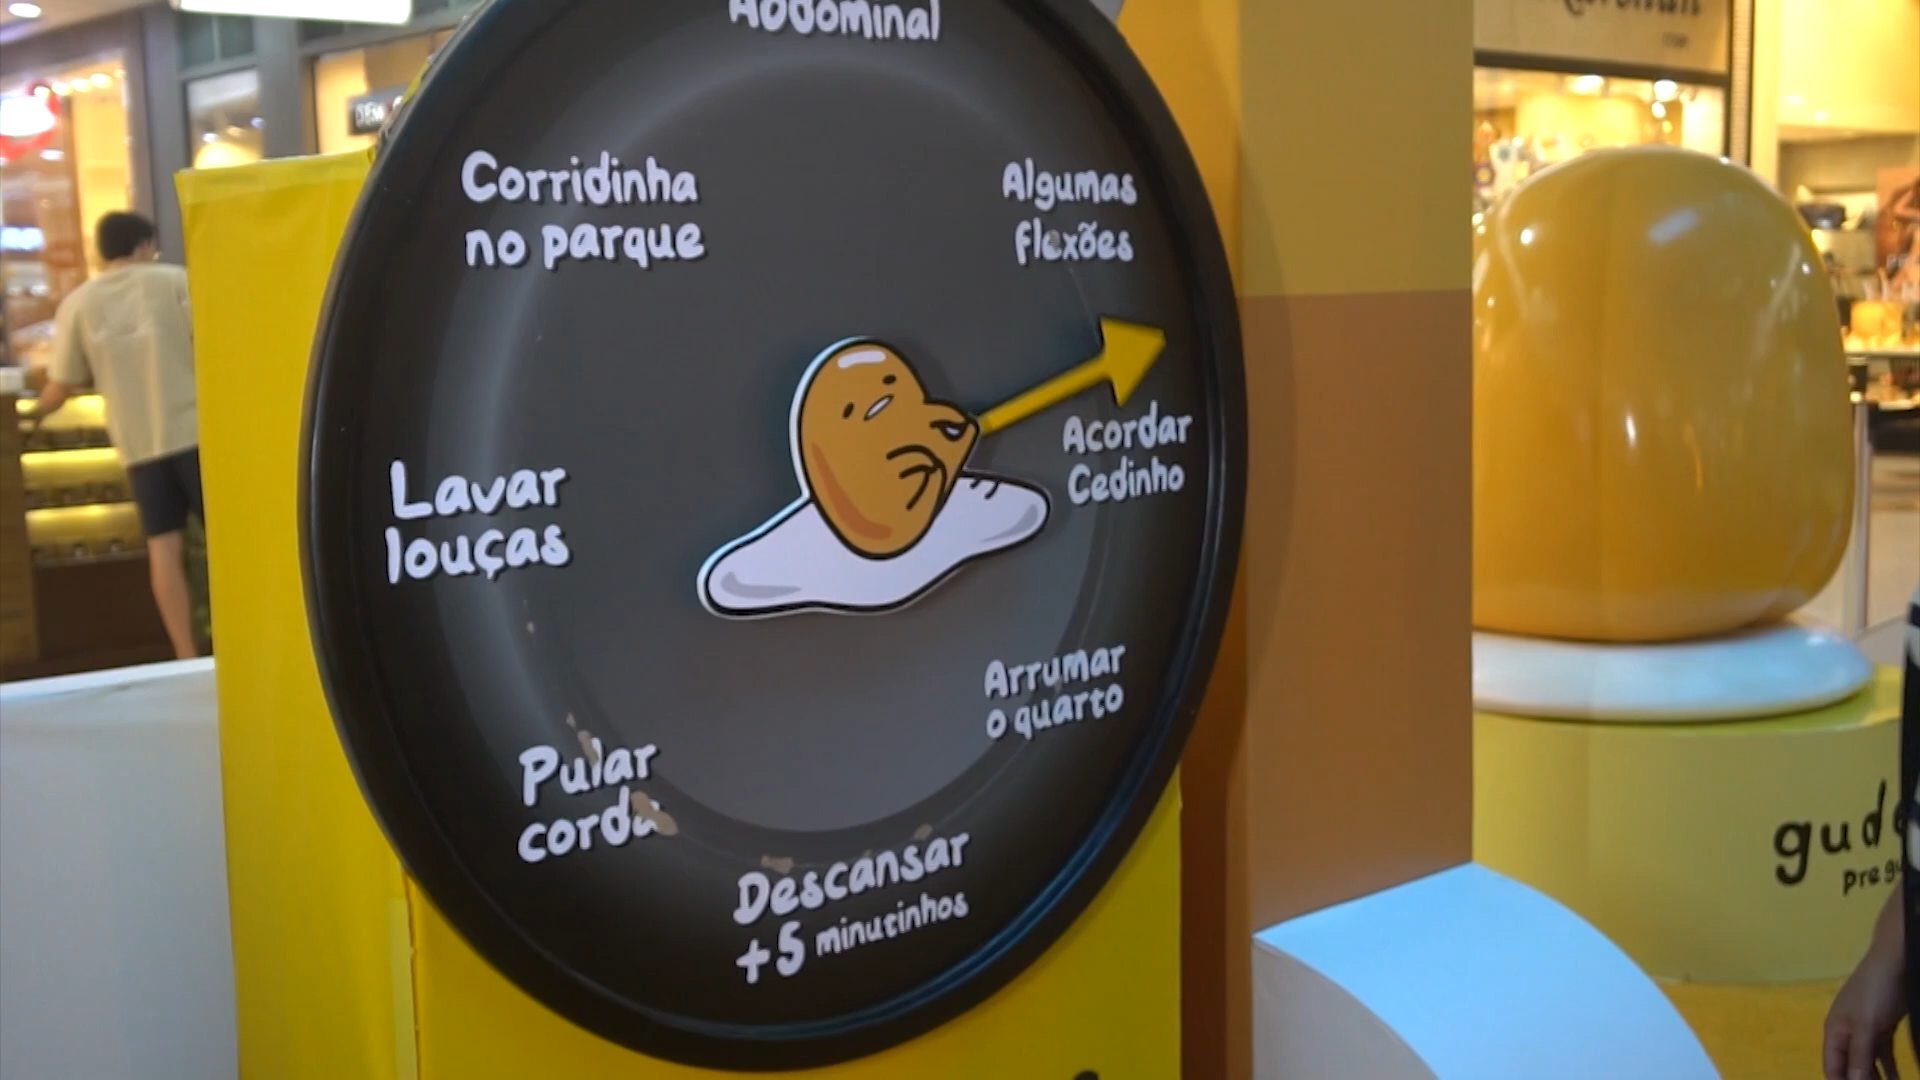 Abdominal
Corridinha
no parque
Algumas
flexões
Acordar
Cedinho
Lavar
louças
Arrumar
o quarto
Pular
corda
Descansar
+5 minutinhos
gude